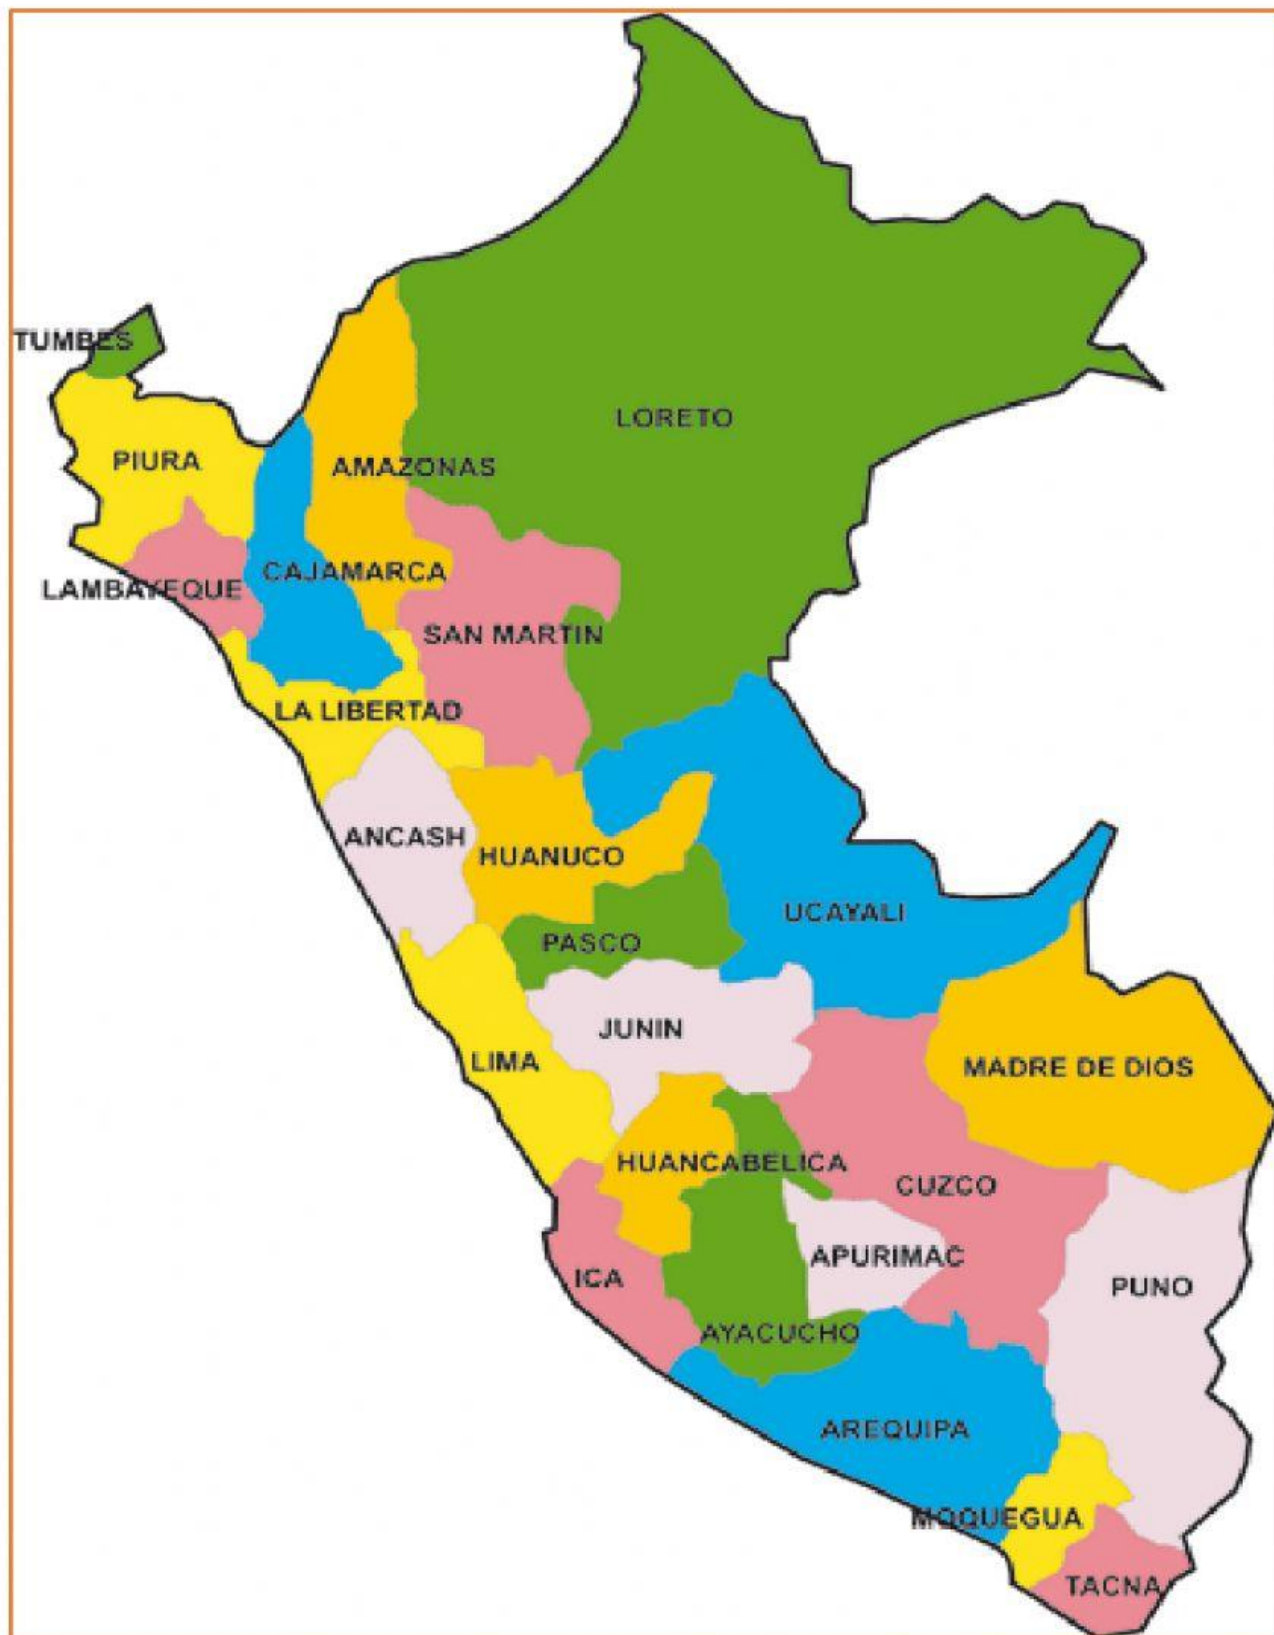 TUMBES
LORETO
PIURA
AMAZONAS
CAJAMARCA
LAMBAYEQUE
SAN MARTIN
LA LIBERTAD
ANCASH
HUANUCO
UCAYALI
PASCO
JUNIN
LIMA
MADRE DE DIOS
HUANCABELICA
CUZCO
APURIMAC
ICA
PUNO
AYACUCHO
AREQUIPA
MOQUEGUA
TACNA